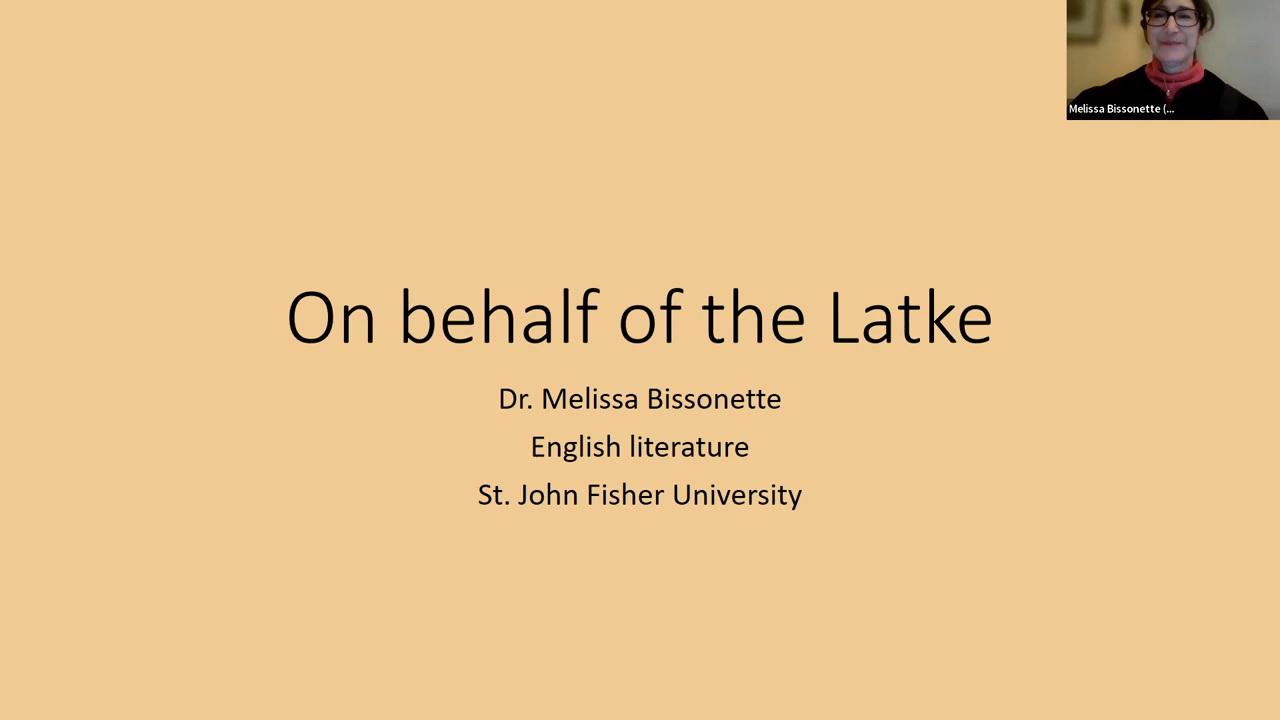 Melissa Bissonette (...
On behalf of the Latke
Dr. Melissa Bissonette
English literature
St. John Fisher University